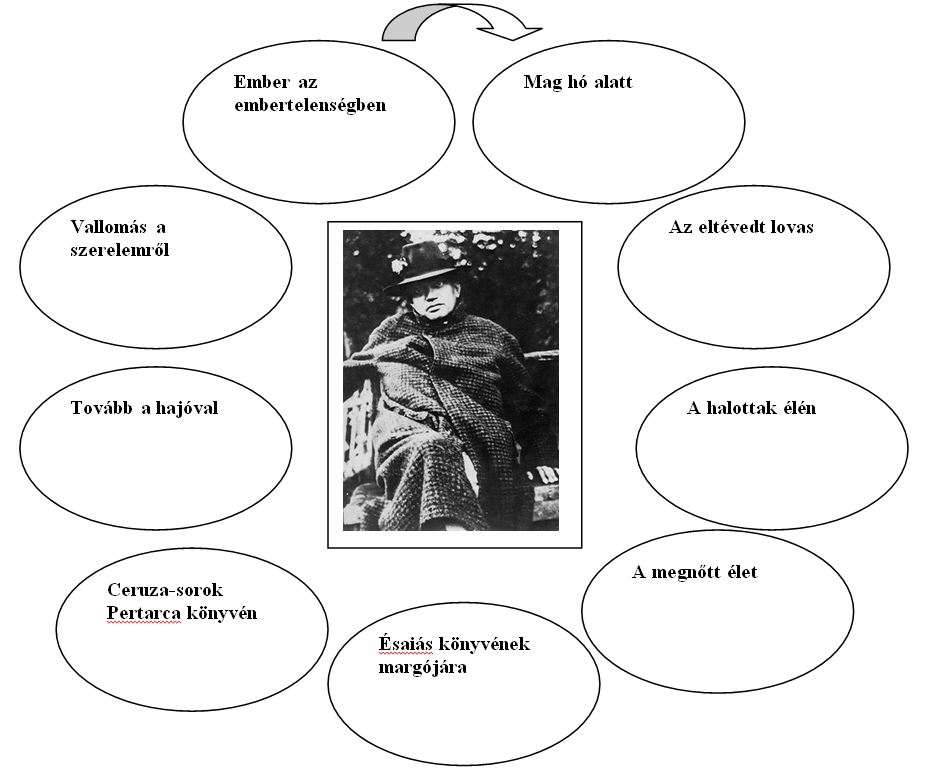 Ember az
embertelenségben
Mag hó alatt
Az eltévedt lovas
A halottak élén
A megnőtt élet
Ésaiás könyvének
margójára
Ceruza-sorok
Pertarca könyvén
Tovább a hajóval
Vallomás a
szerelemről